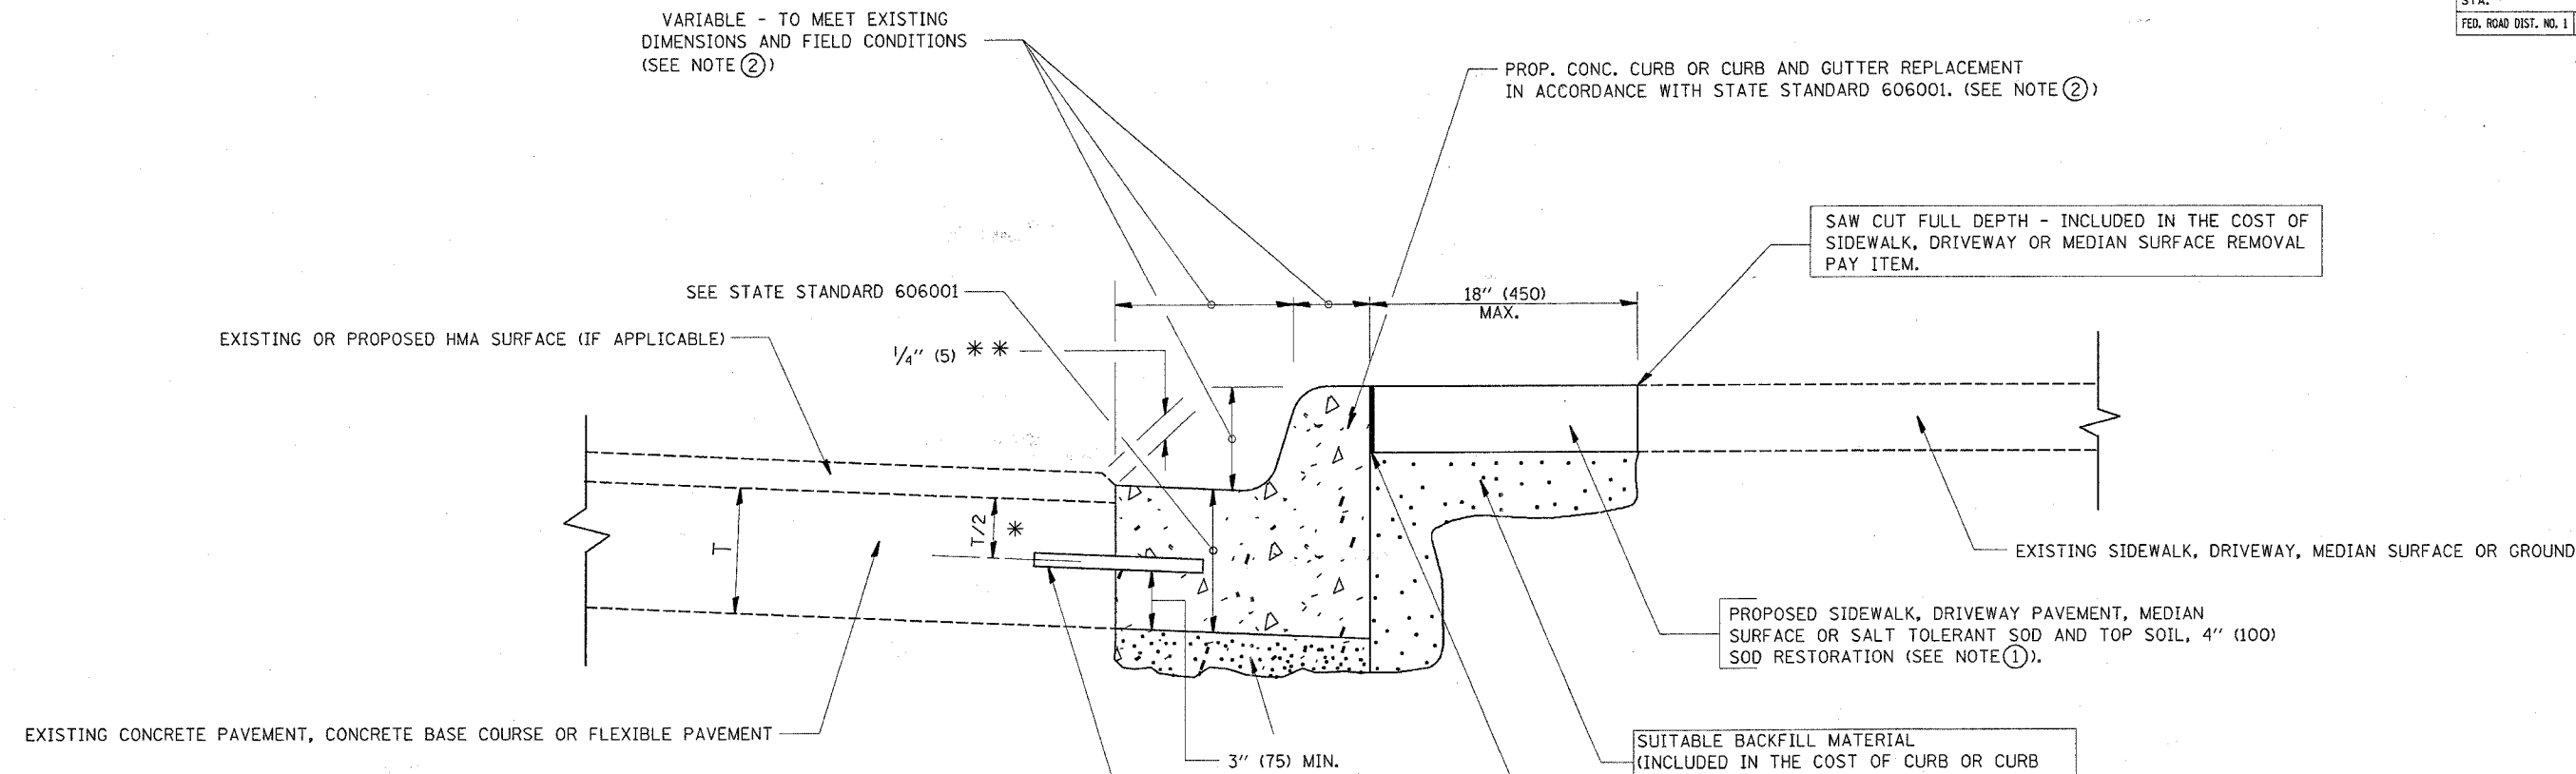 STA.
FED. ROAD DIST. NO. 1
VARIABLE - TO MEET EXISTING
DIMENSIONS AND FIELD CONDITIONS
(SEE NOTE ②)
PROP. CONC. CURB OR CURB AND GUTTER REPLACEMENT
IN ACCORDANCE WITH STATE STANDARD 606001. (SEE NOTE ②)
SAW CUT FULL DEPTH - INCLUDED IN THE COST OF
SIDEWALK, DRIVEWAY OR MEDIAN SURFACE REMOVAL
PAY ITEM.
SEE STATE STANDARD 606001
18" (450)
MAX.
EXISTING OR PROPOSED HMA SURFACE (IF APPLICABLE)
1/4" (5) * *
T
T/2 *
EXISTING SIDEWALK, DRIVEWAY, MEDIAN SURFACE OR GROUND
PROPOSED SIDEWALK, DRIVEWAY PAVEMENT, MEDIAN
SURFACE OR SALT TOLERANT SOD AND TOP SOIL, 4" (100)
SOD RESTORATION (SEE NOTE ①).
EXISTING CONCRETE PAVEMENT, CONCRETE BASE COURSE OR FLEXIBLE PAVEMENT
3" (75) MIN.
SUITABLE BACKFILL MATERIAL
(INCLUDED IN THE COST OF CURB OR CURB